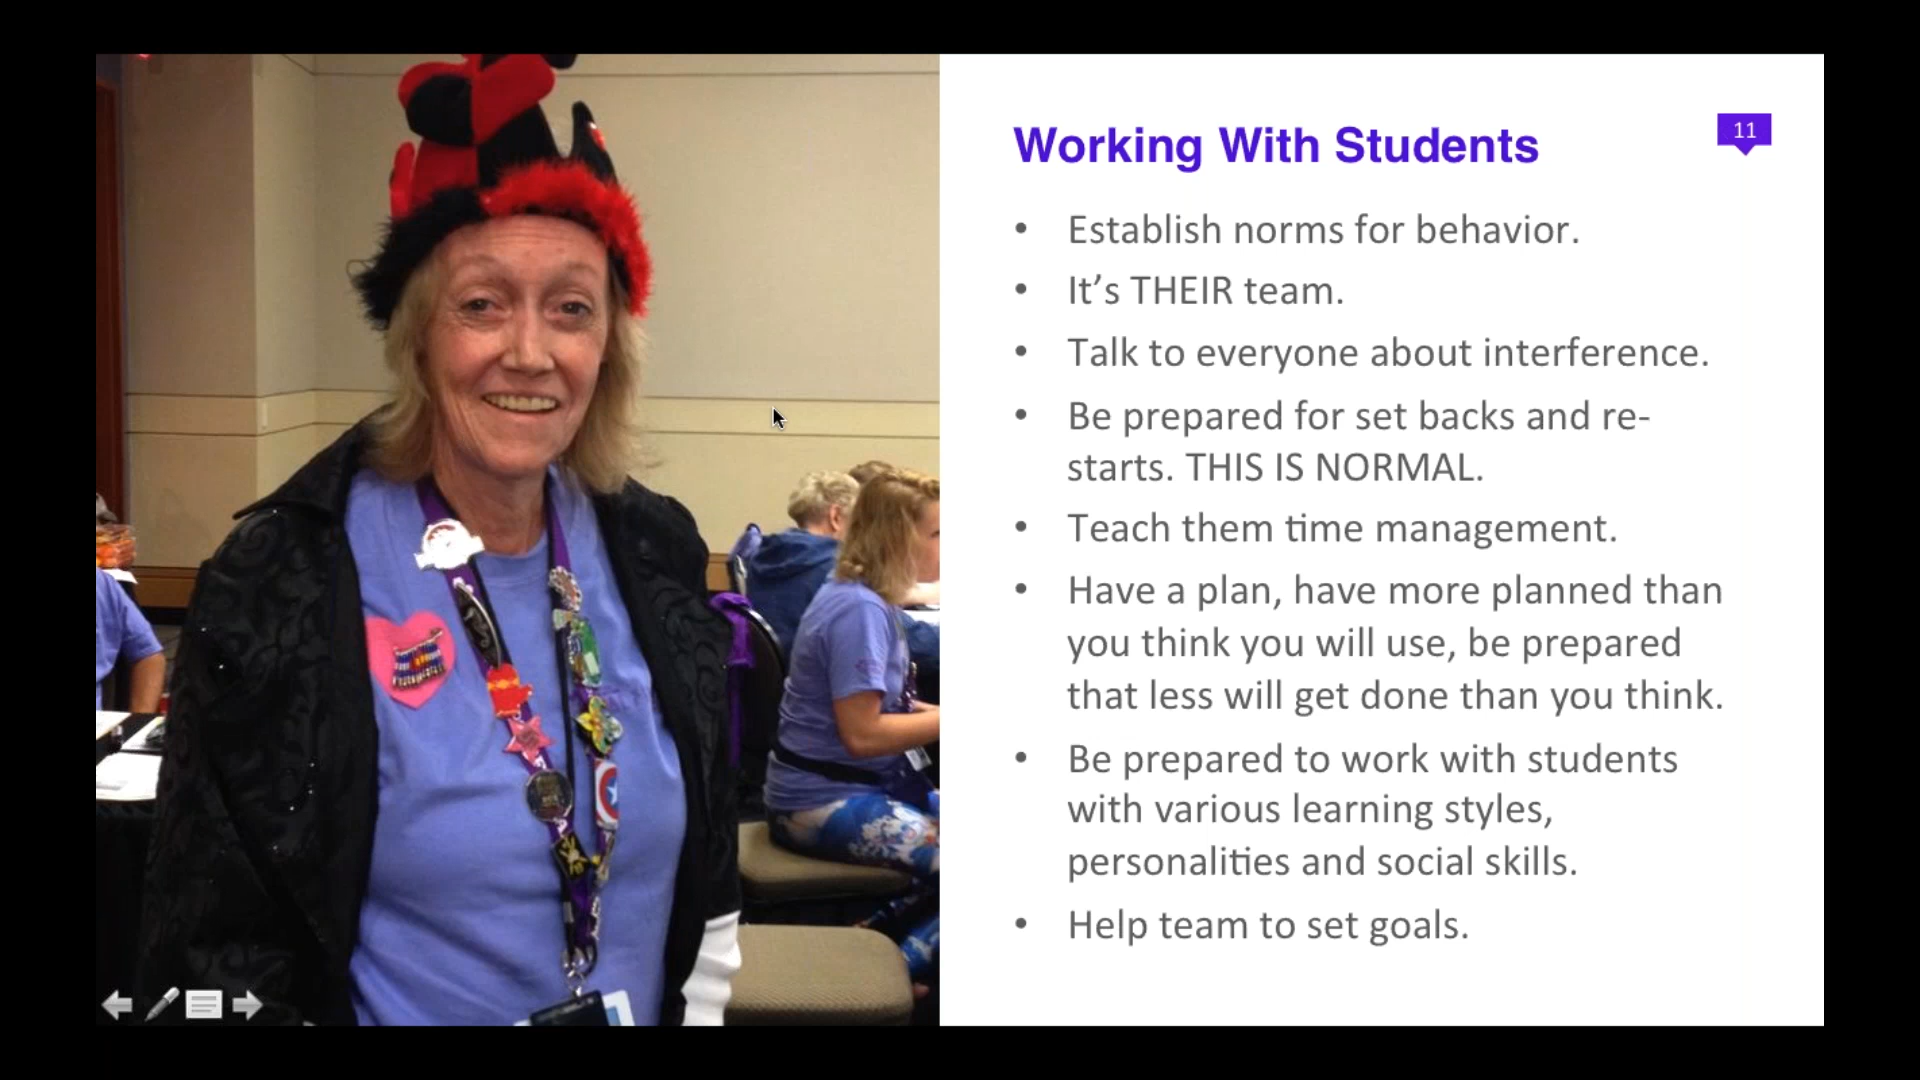 Working With Students
11
• Establish norms for behavior.
• It’s THEIR team.
• Talk to everyone about interference.
• Be prepared for set backs and re-
starts. THIS IS NORMAL.
• Teach them time management.
• Have a plan, have more planned than
you think you will use, be prepared
that less will get done than you think.
• Be prepared to work with students
with various learning styles,
personalities and social skills.
• Help team to set goals.